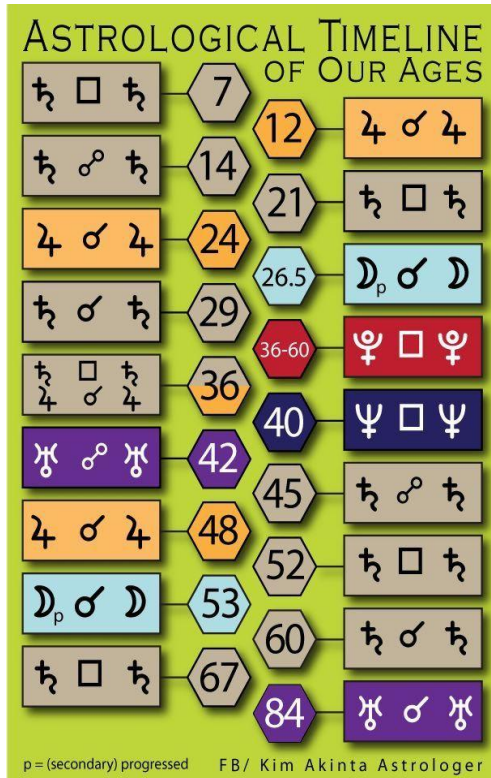 ASTROLOGICAL TIMELINE
OF OUR AGES
♄ □ ♄ 7
12 ♃ ☌ ♃
♄ ☍ ♄ 14
21 ♄ □ ♄
♃ ☌ ♃ 24
26.5 ☽p ☌ ☽
♄ ☌ ♄ 29
36-60 ⯓ □ ⯓
♄ □ ♄
♃ ☌ ♃ 36
40 ♆ □ ♆
♅ ☍ ♅ 42
45 ♄ ☍ ♄
♃ ☌ ♃ 48
52 ♄ □ ♄
☽p ☌ ☽ 53
60 ♄ ☌ ♄
♄ □ ♄ 67
84 ♅ ☌ ♅
p = (secondary) progressed
FB/ Kim Akinta Astrologer